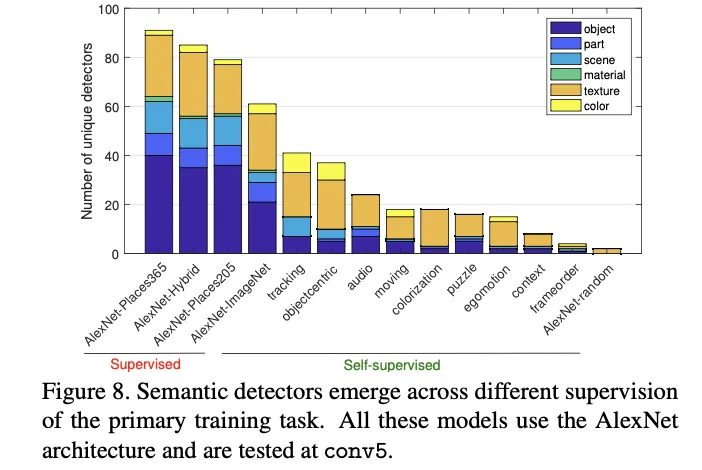 100
80
60
40
20
0
Number of unique detectors
object
part
scene
material
texture
color
AlexNet-Places365
AlexNet-Hybrid
AlexNet-Places205
AlexNet-ImageNet
tracking
objectcentric
audio
moving
colorization
puzzle
egomotion
context
frameorder
AlexNet-random
Supervised
Self-supervised
Figure 8. Semantic detectors emerge across different supervision
of the primary training task. All these models use the AlexNet
architecture and are tested at conv5.